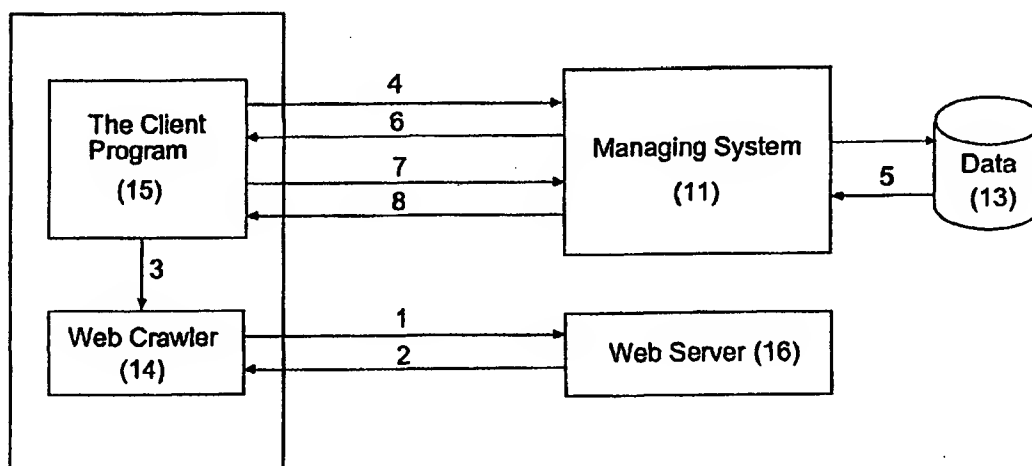 The Client
Program
(15)
4
6
7
8
Managing System
(11)
5
Data
(13)
3
Web Crawler
(14)
1
2
Web Server (16)